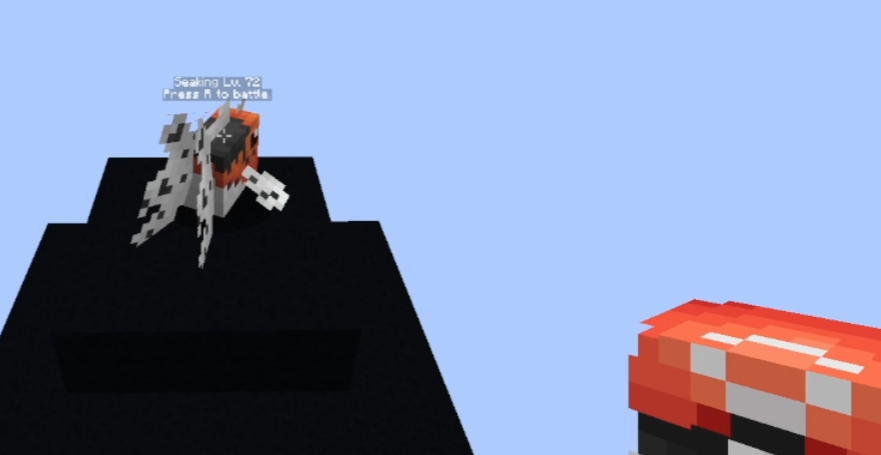 Seaking Lv. 72
Press R to battle.